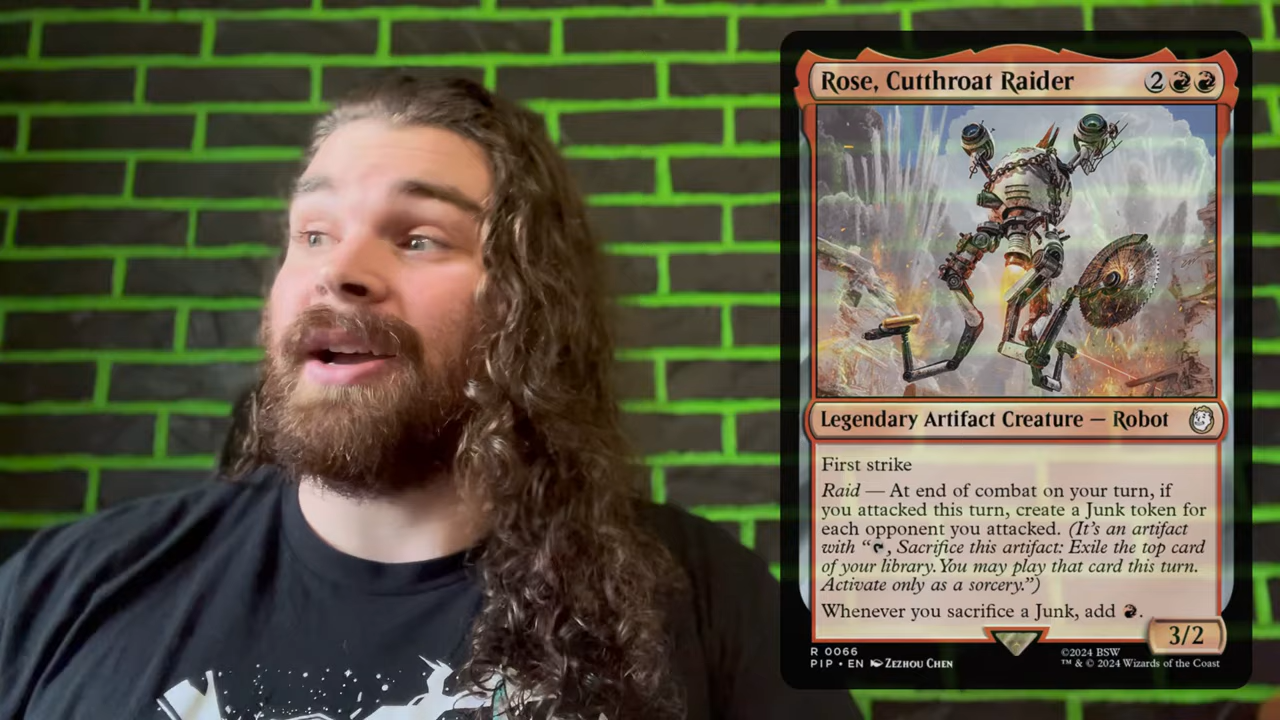 Rose, Cutthroat Raider 2
Legendary Artifact Creature — Robot
First strike
Raid — At end of combat on your turn, if
you attacked this turn, create a Junk token for
each opponent you attacked. (It's an artifact
with “, Sacrifice this artifact: Exile the top card
of your library. You may play that card this turn.
Activate only as a sorcery.”)
Whenever you sacrifice a Junk, add .
3/2
R 0066
PIP • EN Zezhou Chen
©2024 BSW
™ & © 2024 Wizards of the Coast